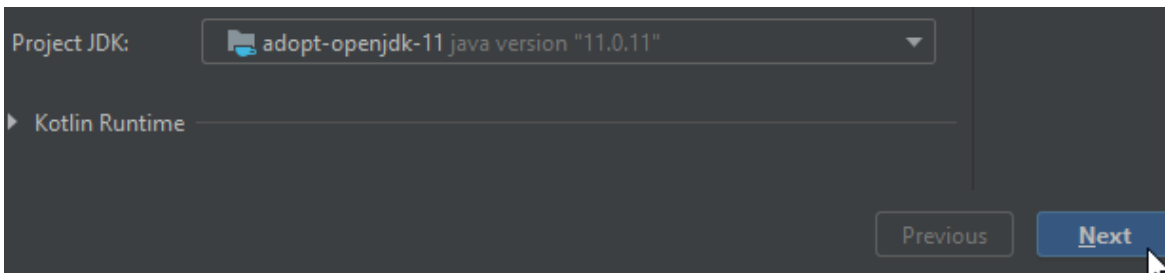 Project JDK: adopt-openjdk-11 java version "11.0.11"
Kotlin Runtime
Previous Next